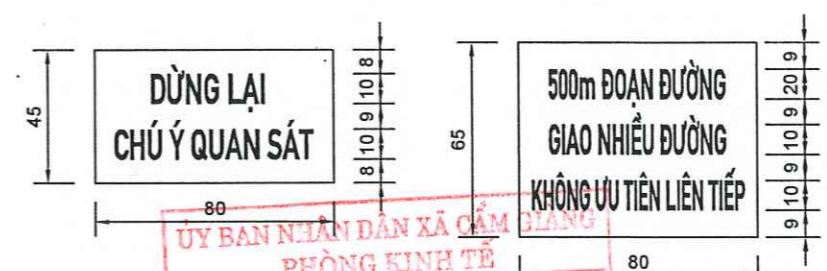 DỪNG LẠI
CHÚ Ý QUAN SÁT
45
8
10
9
10
8
80
500m ĐOẠN ĐƯỜNG
GIAO NHIỀU ĐƯỜNG
KHÔNG ƯU TIÊN LIÊN TIẾP
65
9
20
9
10
9
10
9
80
ỦY BAN NHÂN DÂN XÃ CẨM GIANG
PHÒNG KINH TẾ